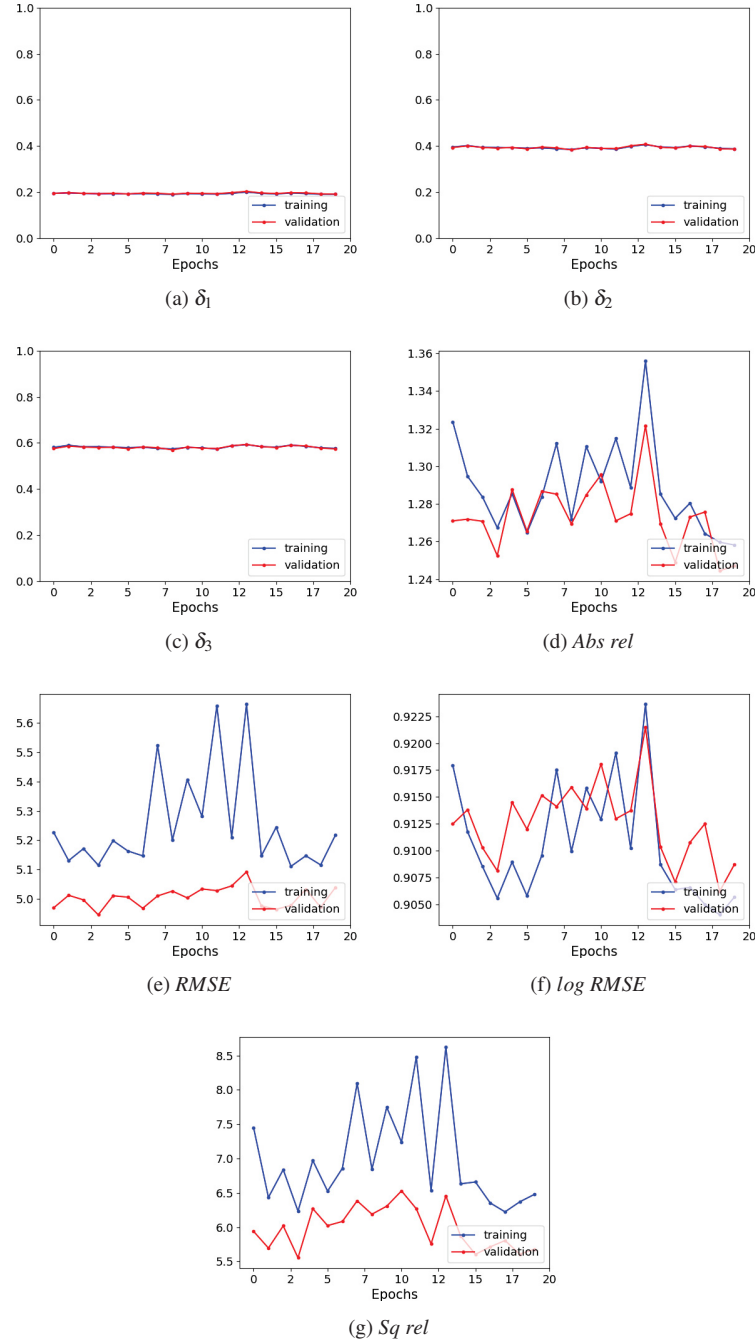 1.0
0.8
0.6
0.4
0.2
0.0
training
validation
0 2 5 7 10 12 15 17 20
Epochs
(a) δ1
1.0
0.8
0.6
0.4
0.2
0.0
training
validation
0 2 5 7 10 12 15 17 20
Epochs
(b) δ2
1.0
0.8
0.6
0.4
0.2
0.0
training
validation
0 2 5 7 10 12 15 17 20
Epochs
(c) δ3
1.36
1.34
1.32
1.30
1.28
1.26
1.24
training
validation
0 2 5 7 10 12 15 17 20
Epochs
(d) Abs rel
5.6
5.5
5.4
5.3
5.2
5.1
5.0
training
validation
0 2 5 7 10 12 15 17 20
Epochs
(e) RMSE
0.9225
0.9200
0.9175
0.9150
0.9125
0.9100
0.9075
0.9050
training
validation
0 2 5 7 10 12 15 17 20
Epochs
(f) log RMSE
8.5
8.0
7.5
7.0
6.5
6.0
5.5
training
validation
0 2 5 7 10 12 15 17 20
Epochs
(g) Sq rel